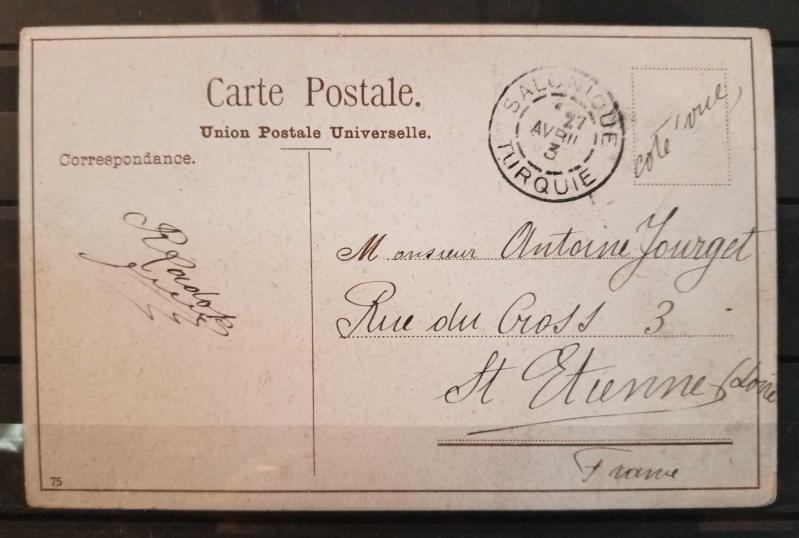 Carte Postale.
Union Postale Universelle.
Correspondance.
SALONIQUE
27
AVRIL
3
TURQUIE
coté vue
Monsieur Antoine Jourget
Rue du Cross 3
St Etienne (Loire
France
75